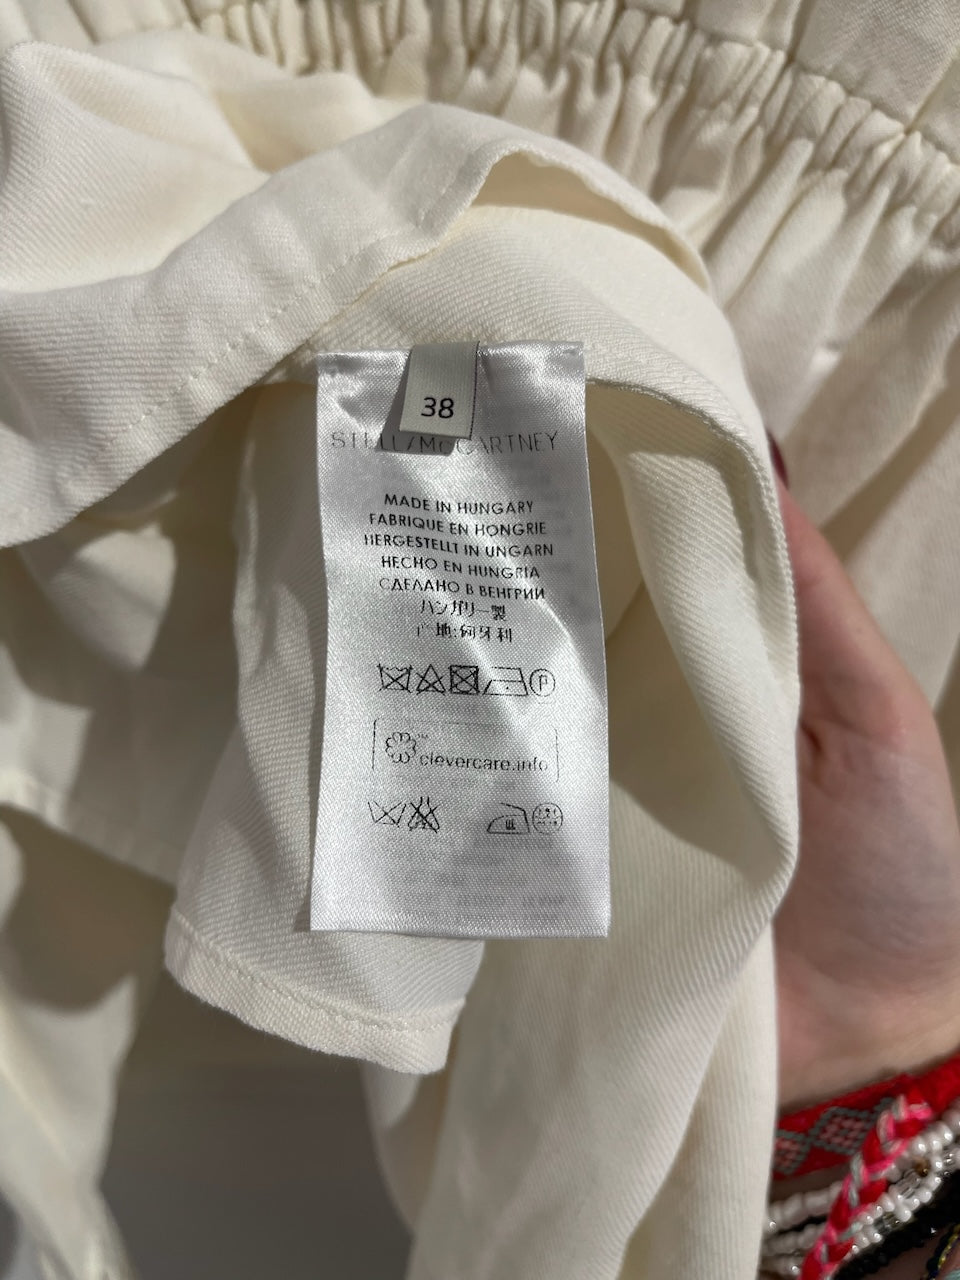 38
STELLA McCARTNEY
MADE IN HUNGARY
FABRIQUE EN HONGRIE
HERGESTELLT IN UNGARN
HECHO EN HUNGRIA
СДЕЛАНО В ВЕНГРИИ
ハンガリー製
产地:匈牙利
P
™
clevercare.info